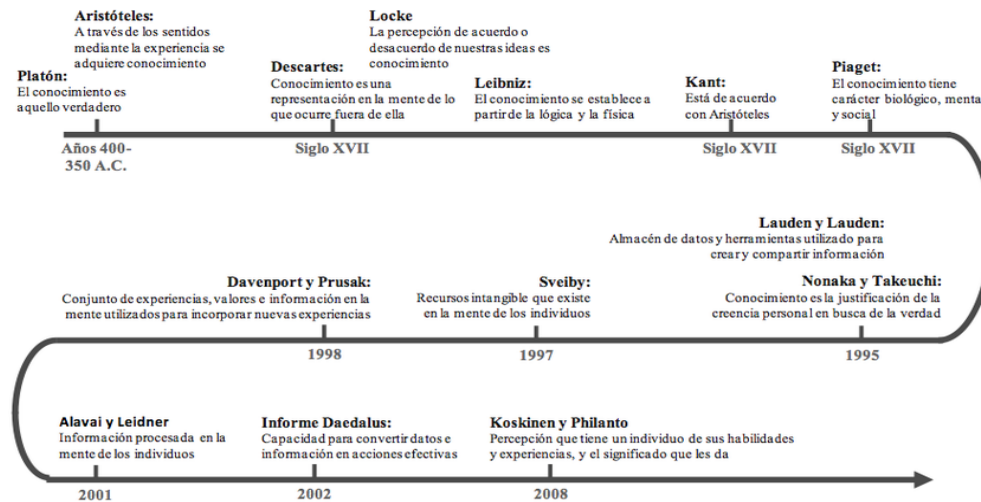 Aristóteles:
A través de los sentidos
mediante la experiencia se
adquiere conocimiento
Locke
La percepción de acuerdo o
desacuerdo de nuestras ideas es
conocimiento
Platón:
El conocimiento es
aquello verdadero
Descartes:
Conocimiento es una
representación en la mente de lo
que ocurre fuera de ella
Leibniz:
El conocimiento se establece a
partir de la lógica y la física
Kant:
Está de acuerdo
con Aristóteles
Piaget:
El conocimiento tiene
carácter biológico, menta
y social
Años 400-
350 A.C.
Siglo XVII
Siglo XVII
Siglo XVII
Lauden y Lauden:
Almacén de datos y herramientas utilizado para
crear y compartir información
Nonaka y Takeuchi:
Conocimiento es la justificación de la
creencia personal en busca de la verdad
Sveiby:
Recursos intangible que existe
en la mente de los individuos
Davenport y Prusak:
Conjunto de experiencias, valores e información en la
mente utilizados para incorporar nuevas experiencias
1998
1997
1995
Alavai y Leidner
Información procesada en la
mente de los individuos
Informe Daedalus:
Capacidad para convertir datos e
información en acciones efectivas
Koskinen y Philanto
Percepción que tiene un individuo de sus habilidades
y experiencias, y el significado que les da
2001
2002
2008